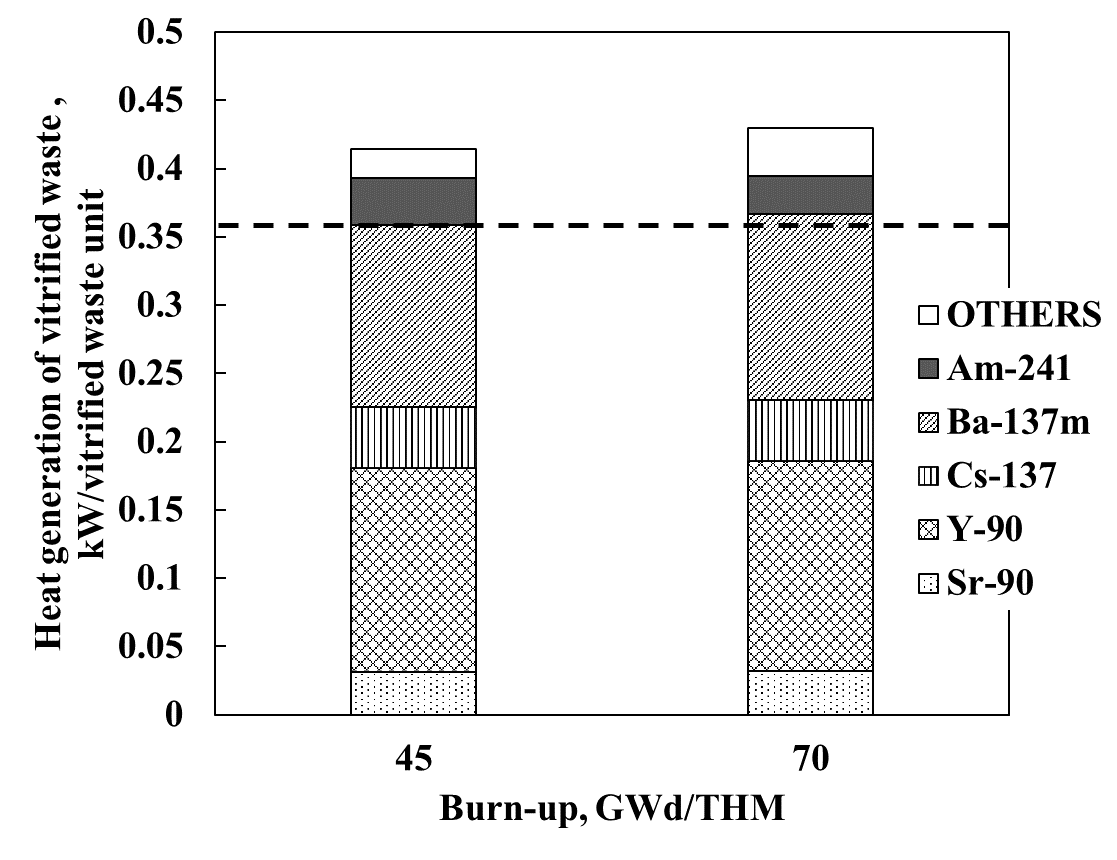 Heat generation of vitrified waste ,
kW/vitrified waste unit
0.5
0.45
0.4
0.35
0.3
0.25
0.2
0.15
0.1
0.05
0
OTHERS
Am-241
Ba-137m
Cs-137
Y-90
Sr-90
45
70
Burn-up, GWd/THM